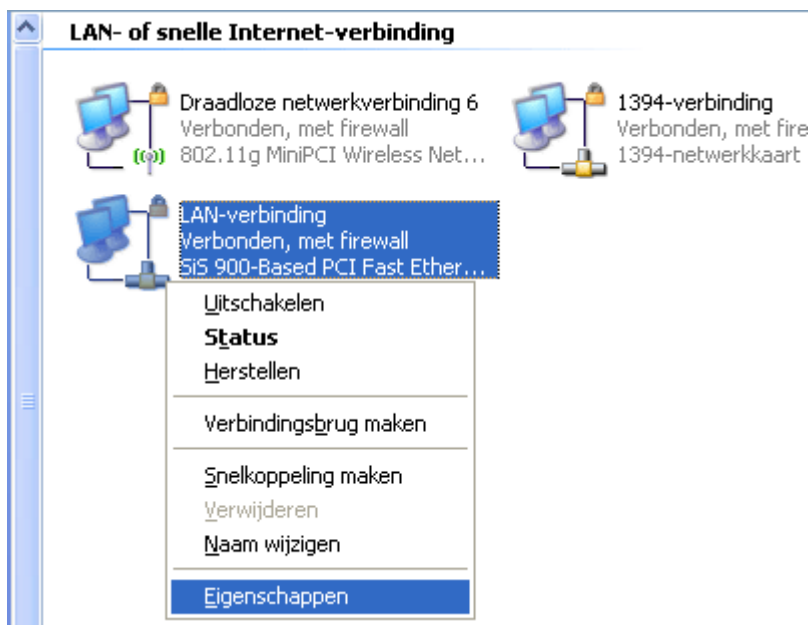 LAN- of snelle Internet-verbinding
Draadloze netwerkverbinding 6
Verbonden, met firewall
802.11g MiniPCI Wireless Net...
1394-verbinding
Verbonden, met fire
1394-netwerkkaart
LAN-verbinding
Verbonden, met firewall
SiS 900-Based PCI Fast Ether...
Uitschakelen
Status
Herstellen
Verbindingsbrug maken
Snelkoppeling maken
Verwijderen
Naam wijzigen
Eigenschappen